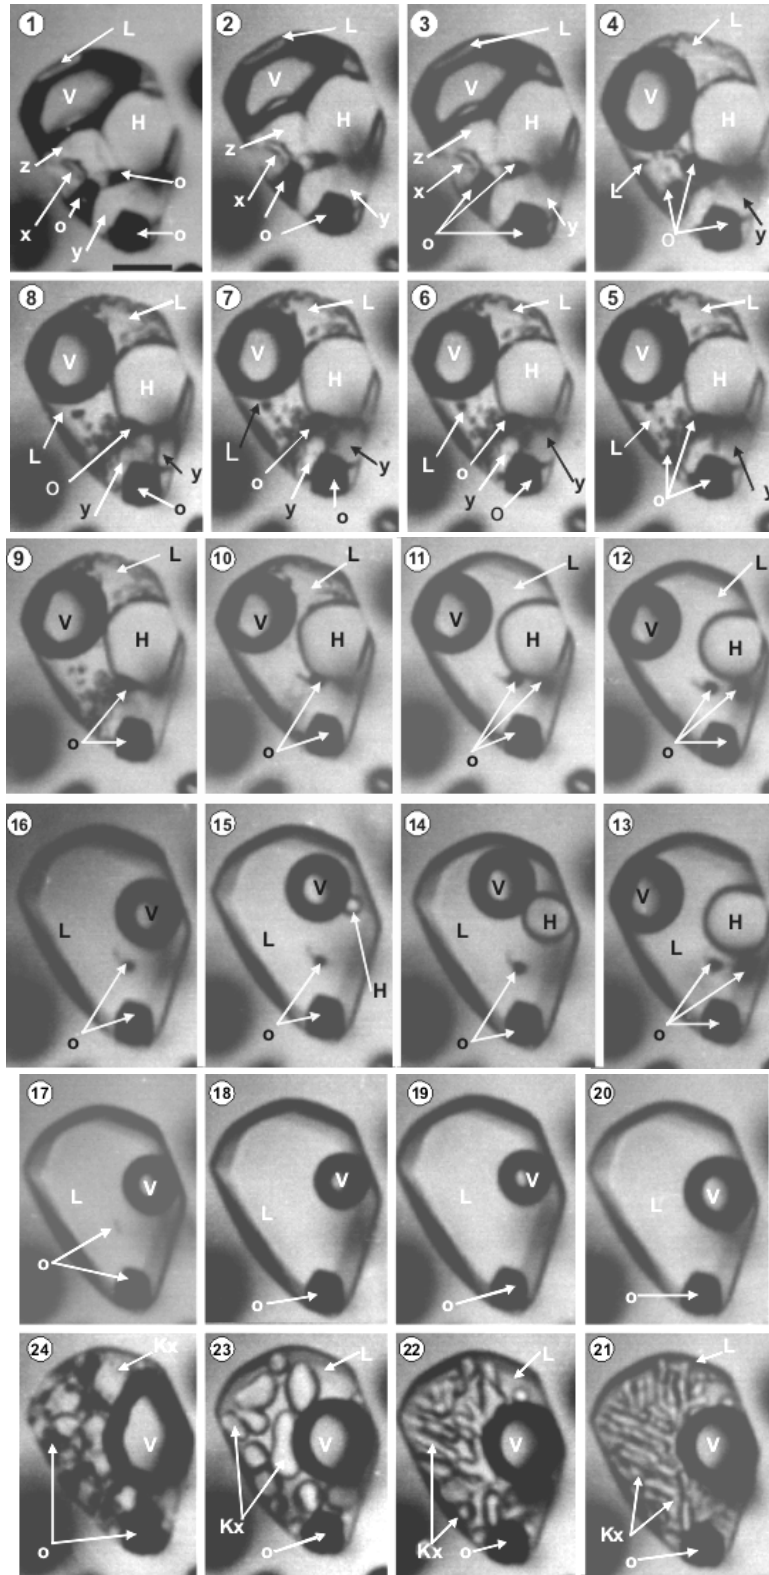 1 L V H z x o o y o
2 L V H z x o y o
3 L V H z x o y
4 L V H L O y
8 L V H L O y y o
7 L V H L o y y o
6 L V H L o y y O
5 L V H L o y
9 L V H o
10 L V H o
11 L V H o
12 L V H o
16 L V o
15 V L H o
14 V L H o
13 V H L o
17 L V o
18 V L o
19 V L o
20 V L o
24 Kx V o
23 L V Kx o
22 L V Kx o
21 L V Kx o